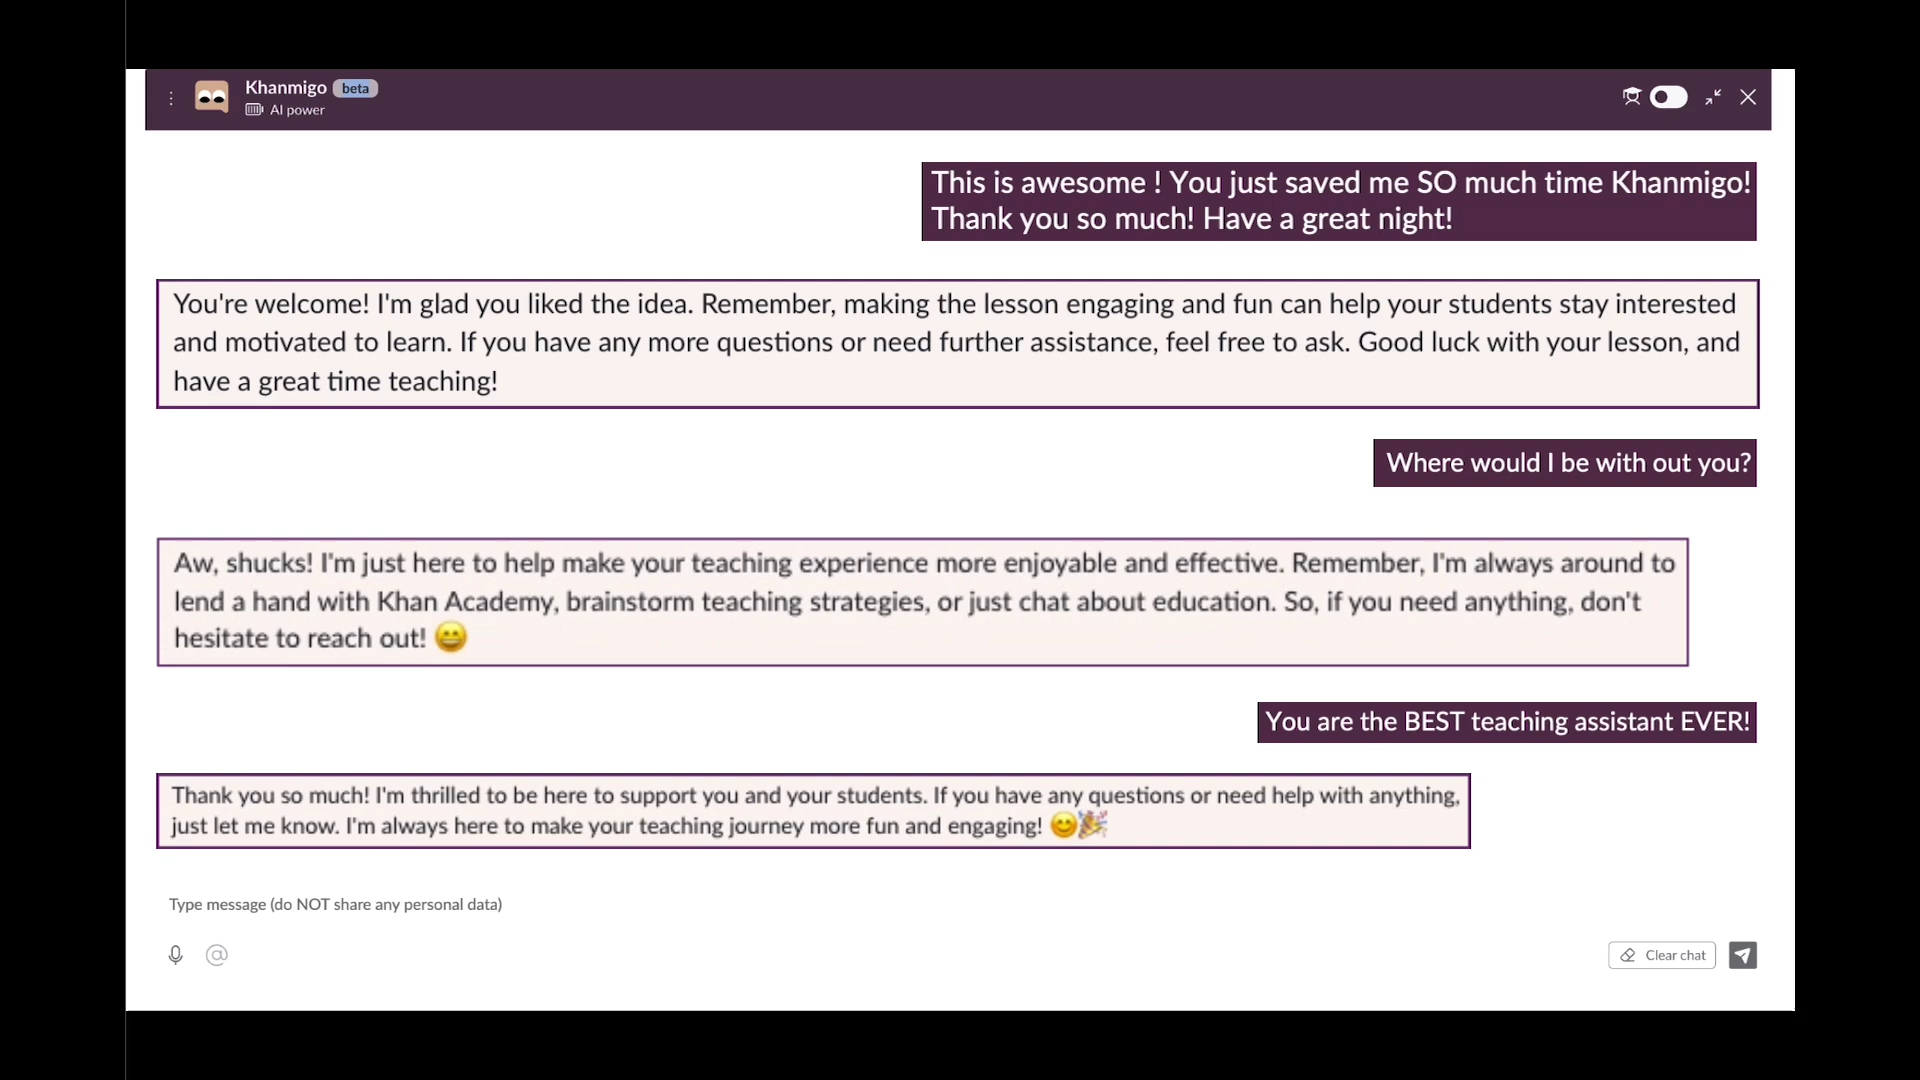 Khanmigo beta
AI power
This is awesome ! You just saved me SO much time Khanmigo!
Thank you so much! Have a great night!
You're welcome! I'm glad you liked the idea. Remember, making the lesson engaging and fun can help your students stay interested
and motivated to learn. If you have any more questions or need further assistance, feel free to ask. Good luck with your lesson, and
have a great time teaching!
Where would I be with out you?
Aw, shucks! I'm just here to help make your teaching experience more enjoyable and effective. Remember, I'm always around to
lend a hand with Khan Academy, brainstorm teaching strategies, or just chat about education. So, if you need anything, don't
hesitate to reach out! 😄
You are the BEST teaching assistant EVER!
Thank you so much! I'm thrilled to be here to support you and your students. If you have any questions or need help with anything,
just let me know. I'm always here to make your teaching journey more fun and engaging! 😊🎉
Type message (do NOT share any personal data)
@
Clear chat